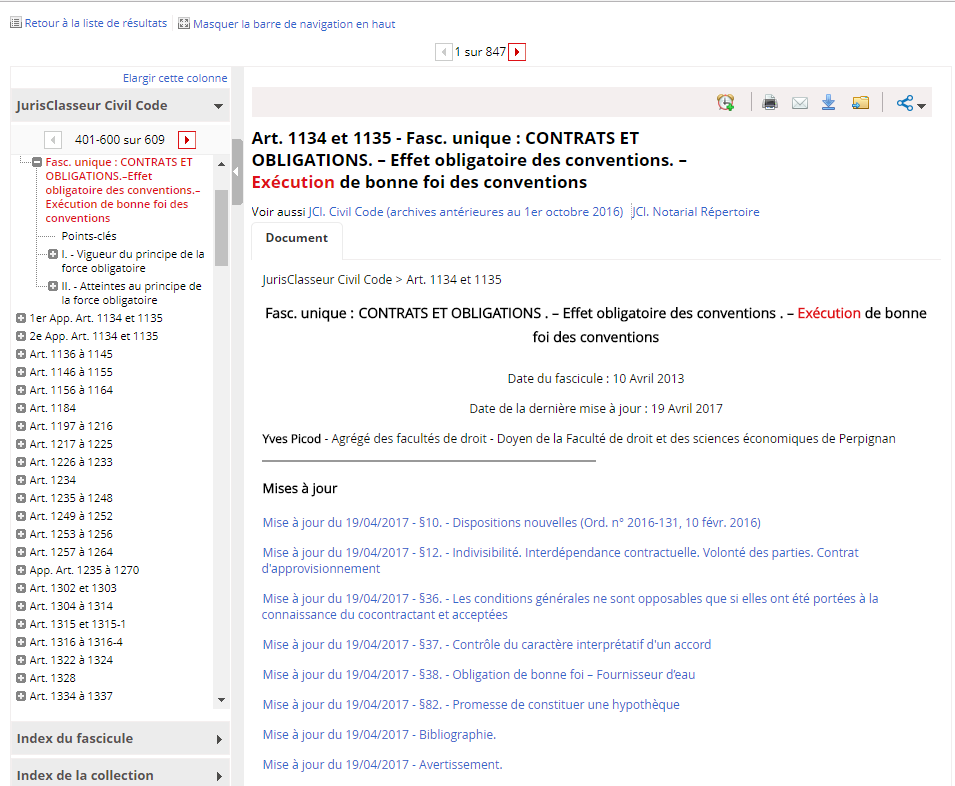 Retour à la liste de résultats Masquer la barre de navigation en haut
1 sur 847
Elargir cette colonne
JurisClasseur Civil Code
401-600 sur 609
Fasc. unique : CONTRATS ET
OBLIGATIONS.–Effet
obligatoire des conventions.–
Exécution de bonne foi des
conventions
Points-clés
I. - Vigueur du principe de la
force obligatoire
II. - Atteintes au principe de
la force obligatoire
1er App. Art. 1134 et 1135
2e App. Art. 1134 et 1135
Art. 1136 à 1145
Art. 1146 à 1155
Art. 1156 à 1164
Art. 1184
Art. 1197 à 1216
Art. 1217 à 1225
Art. 1226 à 1233
Art. 1234
Art. 1235 à 1248
Art. 1249 à 1252
Art. 1253 à 1256
Art. 1257 à 1264
App. Art. 1235 à 1270
Art. 1302 et 1303
Art. 1304 à 1314
Art. 1315 et 1315-1
Art. 1316 à 1316-4
Art. 1322 à 1324
Art. 1328
Art. 1334 à 1337
Index du fascicule
Index de la collection
Art. 1134 et 1135 - Fasc. unique : CONTRATS ET
OBLIGATIONS. – Effet obligatoire des conventions. –
Exécution de bonne foi des conventions
Voir aussi JCl. Civil Code (archives antérieures au 1er octobre 2016) JCl. Notarial Répertoire
Document
JurisClasseur Civil Code > Art. 1134 et 1135
Fasc. unique : CONTRATS ET OBLIGATIONS . – Effet obligatoire des conventions . – Exécution de bonne
foi des conventions
Date du fascicule : 10 Avril 2013
Date de la dernière mise à jour : 19 Avril 2017
Yves Picod - Agrégé des facultés de droit - Doyen de la Faculté de droit et des sciences économiques de Perpignan
Mises à jour
Mise à jour du 19/04/2017 - §10. - Dispositions nouvelles (Ord. n° 2016-131, 10 févr. 2016)
Mise à jour du 19/04/2017 - §12. - Indivisibilité. Interdépendance contractuelle. Volonté des parties. Contrat
d'approvisionnement
Mise à jour du 19/04/2017 - §36. - Les conditions générales ne sont opposables que si elles ont été portées à la
connaissance du cocontractant et acceptées
Mise à jour du 19/04/2017 - §37. - Contrôle du caractère interprétatif d'un accord
Mise à jour du 19/04/2017 - §38. - Obligation de bonne foi – Fournisseur d’eau
Mise à jour du 19/04/2017 - §82. - Promesse de constituer une hypothèque
Mise à jour du 19/04/2017 - Bibliographie.
Mise à jour du 19/04/2017 - Avertissement.